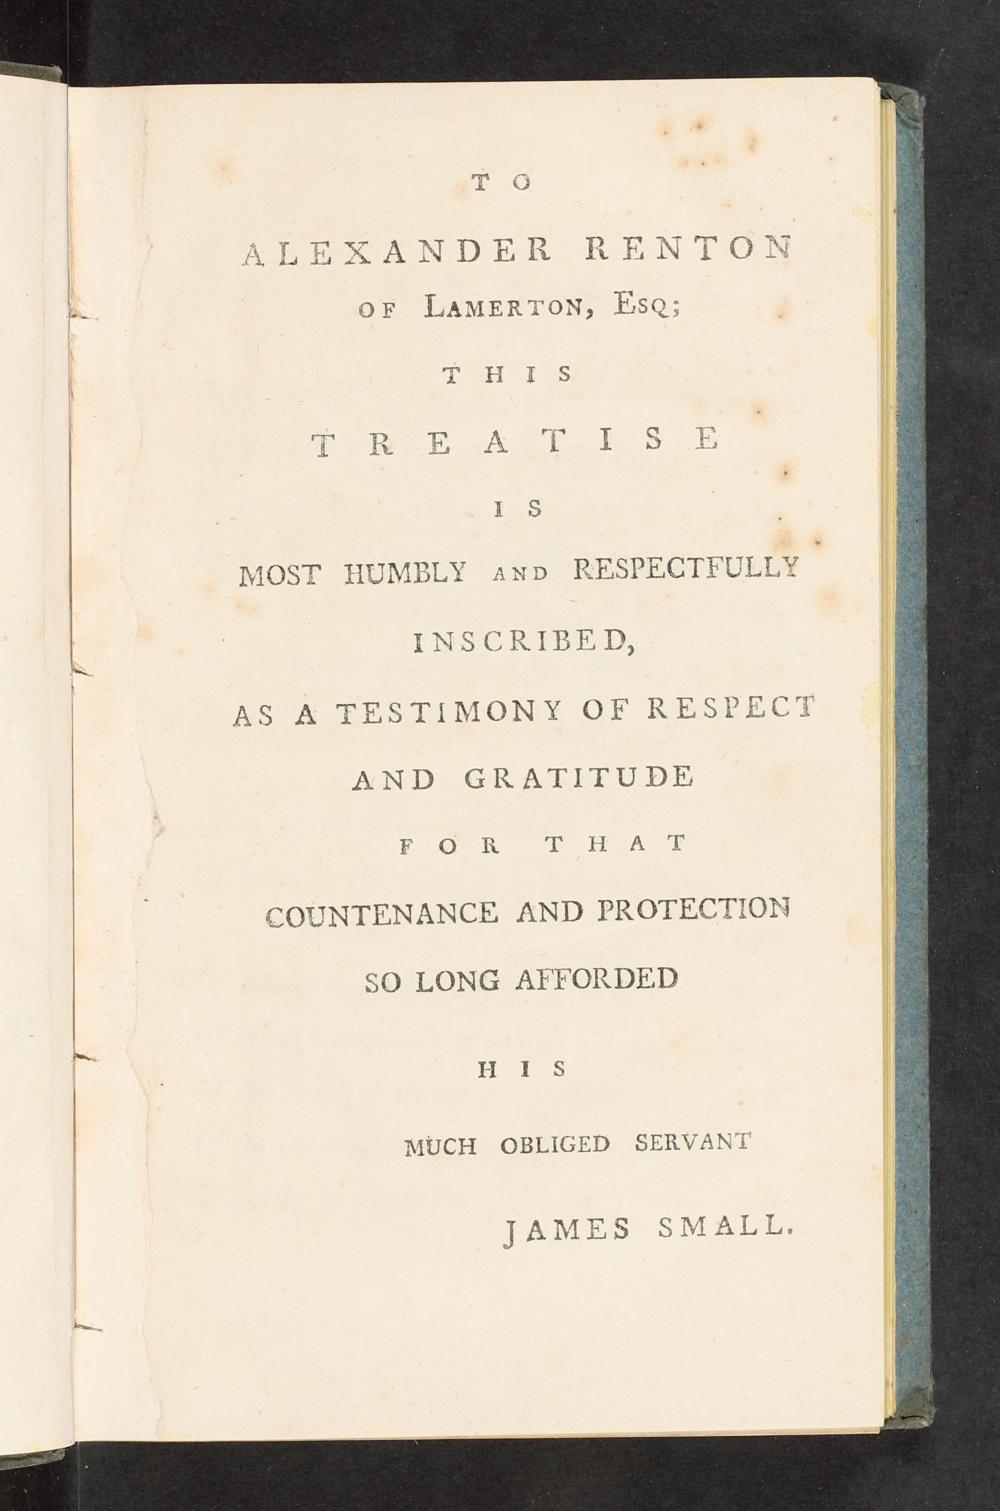 TO
ALEXANDER RENTON
OF LAMERTON, ESQ;
THIS
TREATISE
IS
MOST HUMBLY AND RESPECTFULLY
INSCRIBED,
AS A TESTIMONY OF RESPECT
AND GRATITUDE
FOR THAT
COUNTENANCE AND PROTECTION
SO LONG AFFORDED
HIS
MUCH OBLIGED SERVANT
JAMES SMALL.